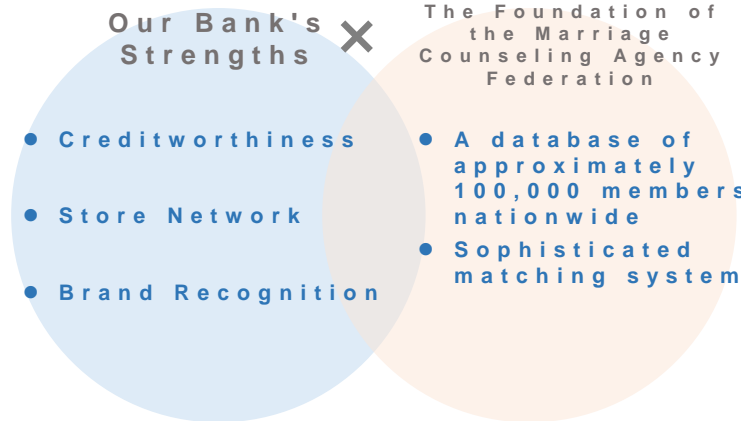 Our Bank's
Strengths
×
The Foundation of
the Marriage
Counseling Agency
Federation
● Creditworthiness
● Store Network
● Brand Recognition
● A database of
approximately
100,000 members
nationwide
● Sophisticated
matching system